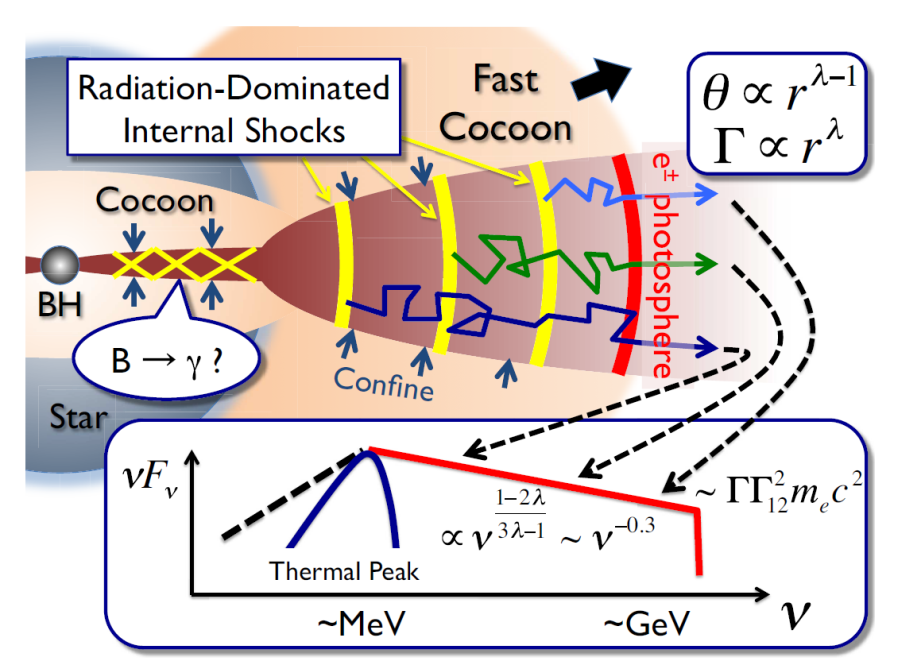 Radiation-Dominated
Internal Shocks
Fast
Cocoon
θ ∝ r^{λ−1}
Γ ∝ r^{λ}
Cocoon
BH
B → γ ?
Star
Confine
e± photosphere
νF_ν
∝ ν^{\frac{1−2λ}{3λ−1}} ~ ν^{−0.3}
~ ΓΓ_{12}^{2} m_e c^{2}
Thermal Peak
~MeV
~GeV
ν